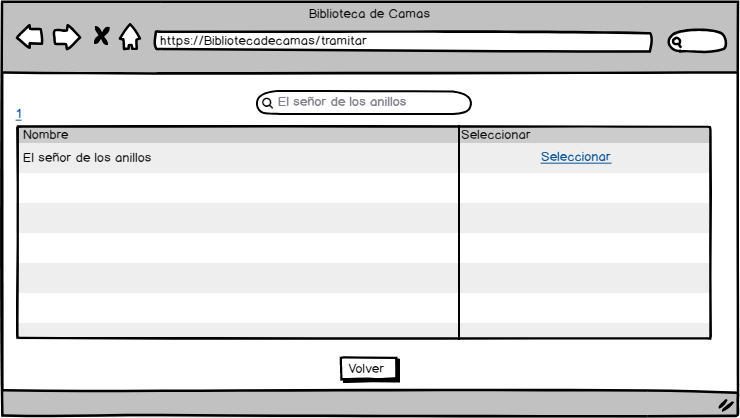 Biblioteca de Camas
https://Bibliotecadecamas/tramitar
El señor de los anillos
1
Nombre
Seleccionar
El señor de los anillos
Seleccionar
Volver